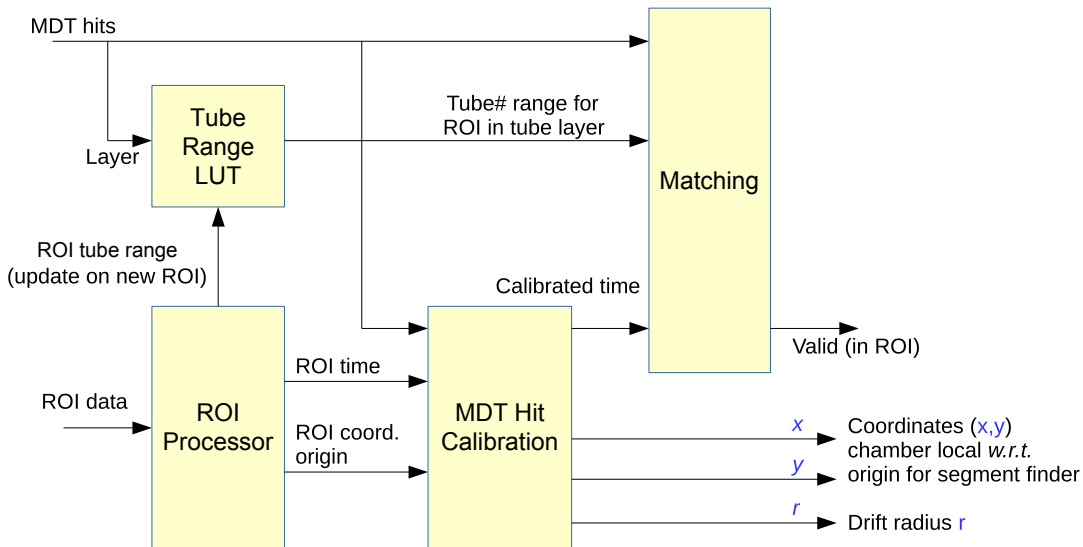 MDT hits
Layer
Tube
Range
LUT
Tube# range for
ROI in tube layer
Matching
ROI tube range
(update on new ROI)
Calibrated time
Valid (in ROI)
ROI data
ROI
Processor
ROI time
ROI coord.
origin
MDT Hit
Calibration
x
y
r
Coordinates (x,y)
chamber local w.r.t.
origin for segment finder
Drift radius r